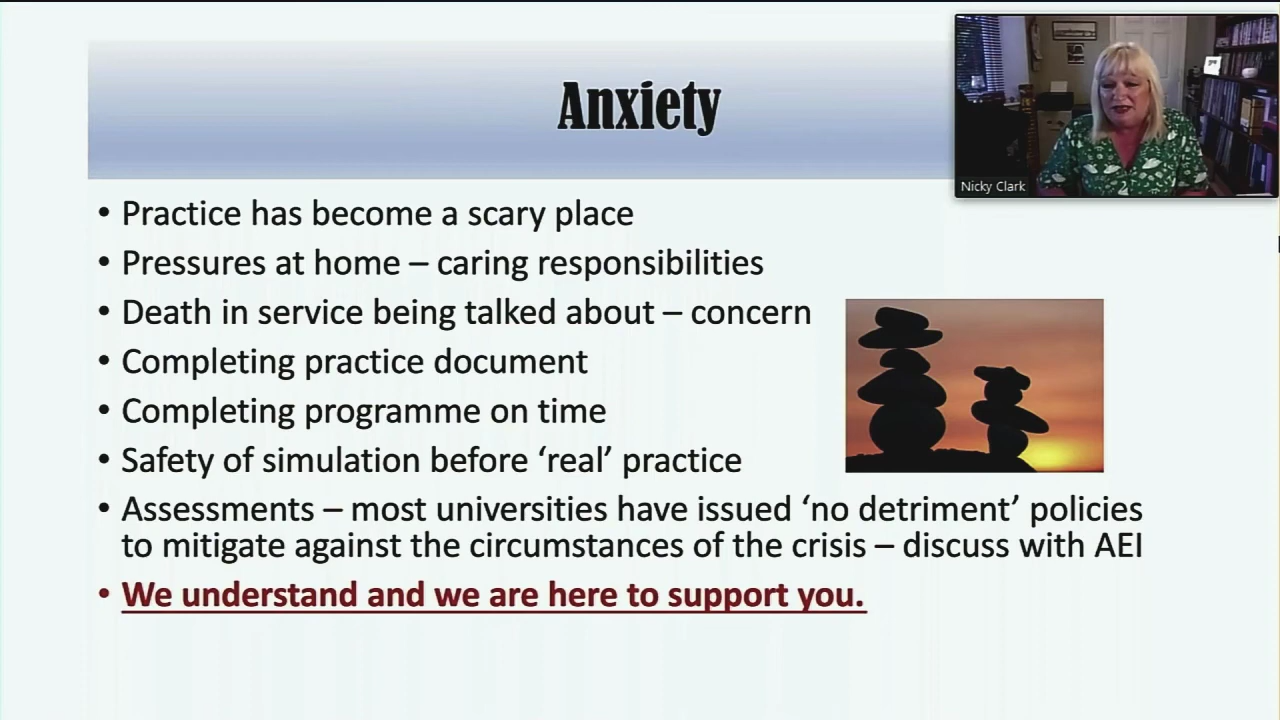 Anxiety
Nicky Clark
• Practice has become a scary place
• Pressures at home – caring responsibilities
• Death in service being talked about – concern
• Completing practice document
• Completing programme on time
• Safety of simulation before ‘real’ practice
• Assessments – most universities have issued ‘no detriment’ policies
to mitigate against the circumstances of the crisis – discuss with AEI
• We understand and we are here to support you.